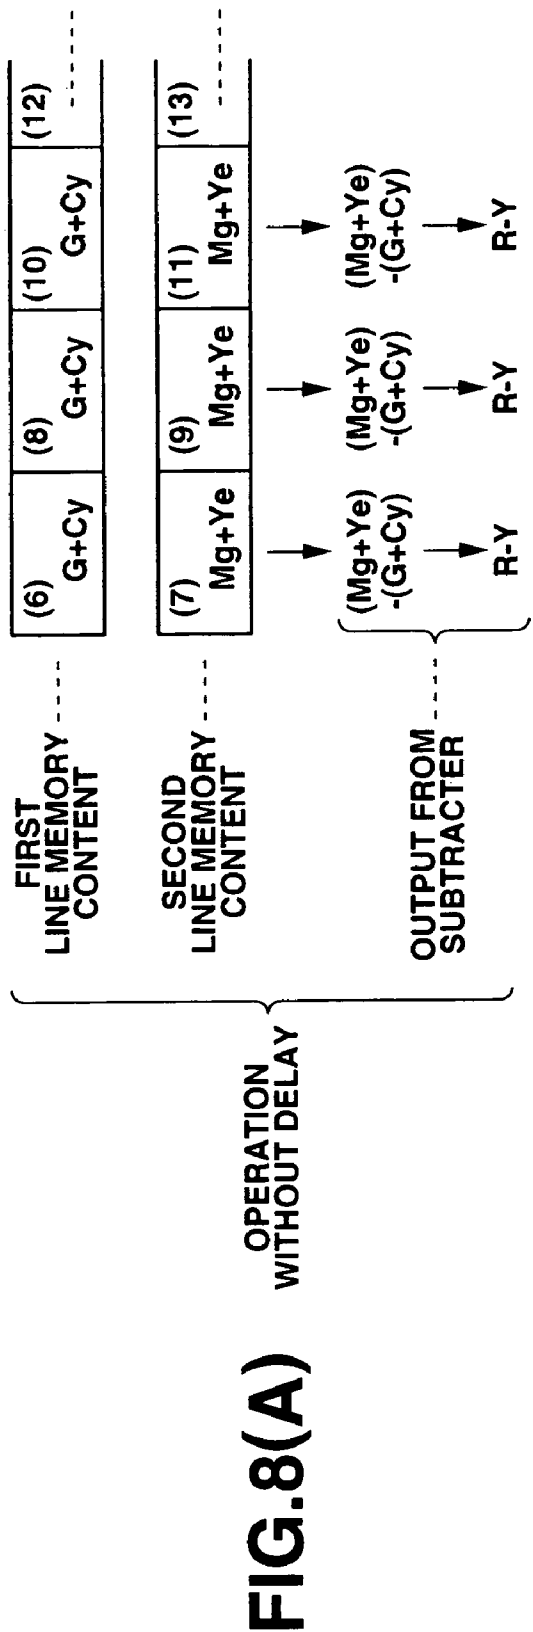 FIG.8(A)
OPERATION
WITHOUT DELAY
FIRST
LINE MEMORY
CONTENT
(6) (8) (10) (12)
G+Cy G+Cy G+Cy
SECOND
LINE MEMORY
CONTENT
(7) (9) (11) (13)
Mg+Ye Mg+Ye Mg+Ye
OUTPUT FROM
SUBTRACTER
(Mg+Ye) (Mg+Ye) (Mg+Ye)
-(G+Cy) -(G+Cy) -(G+Cy)
R-Y R-Y R-Y